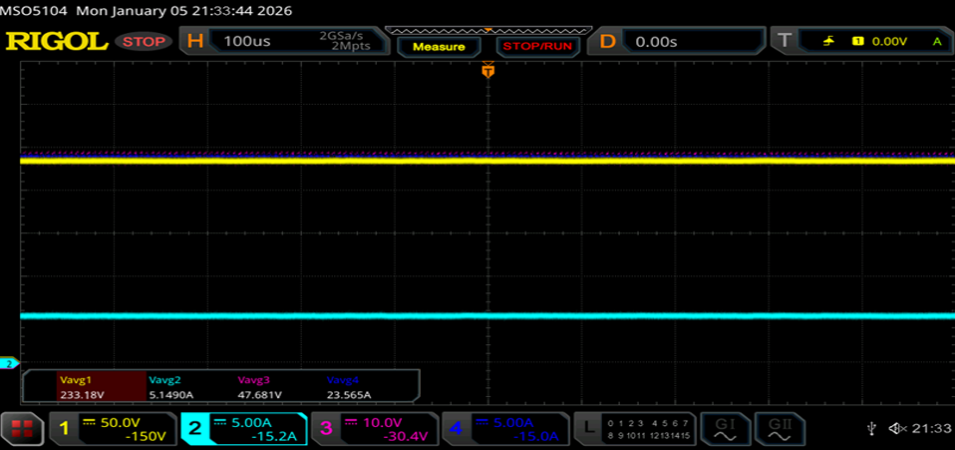 MSO5104 Mon January 05 21:33:44 2026
RIGOL STOP H 100us 2GSa/s 2Mpts Measure STOP/RUN D 0.00s T 1 0.00V A
T
2
Vavg1 Vavg2 Vavg3 Vavg4
233.18V 5.1490A 47.681V 23.565A
1 50.0V -150V 2 5.00A -15.2A 3 10.0V -30.4V 4 5.00A -15.0A L 0 1 2 3 4 5 6 7 8 9 10 11 12 13 14 15 GI GII 21:33